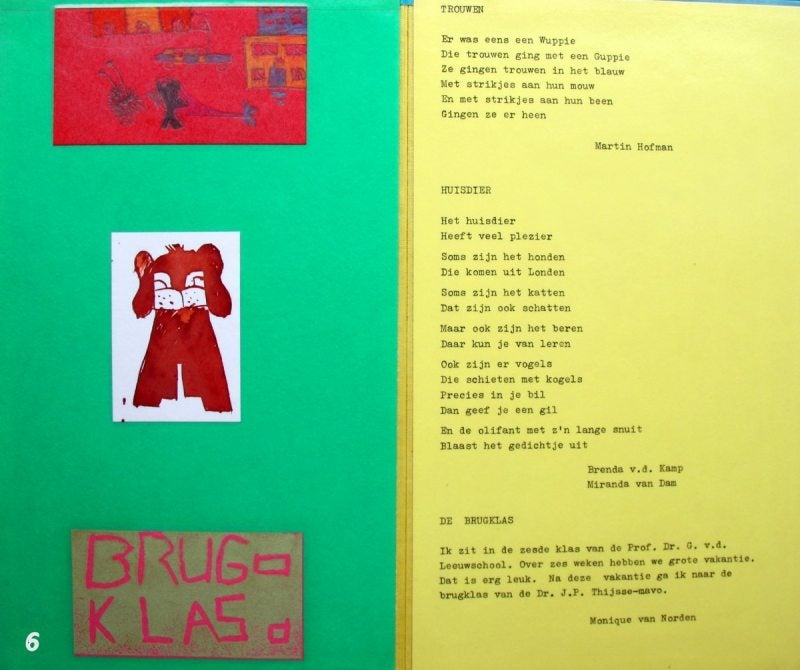 BRUG
KLAS
6
TROUWEN
Er was eens een Wuppie
Die trouwen ging met een Guppie
Ze gingen trouwen in het blauw
Met strikjes aan hun mouw
En met strikjes aan hun been
Gingen ze er heen
Martin Hofman
HUISDIER
Het huisdier
Heeft veel plezier
Soms zijn het honden
Die komen uit Londen
Soms zijn het katten
Dat zijn ook schatten
Maar ook zijn het beren
Daar kun je van leren
Ook zijn er vogels
Die schieten met kogels
Precies in je bil
Dan geef je een gil
En de olifant met z'n lange snuit
Blaast het gedichtje uit
Brenda v.d. Kamp
Miranda van Dam
DE BRUGKLAS
Ik zit in de zesde klas van de Prof. Dr. G. v.d.
Leeuwschool. Over zes weken hebben we grote vakantie.
Dat is erg leuk. Na deze vakantie ga ik naar de
brugklas van de Dr. J.P. Thijsse-mavo.
Monique van Norden